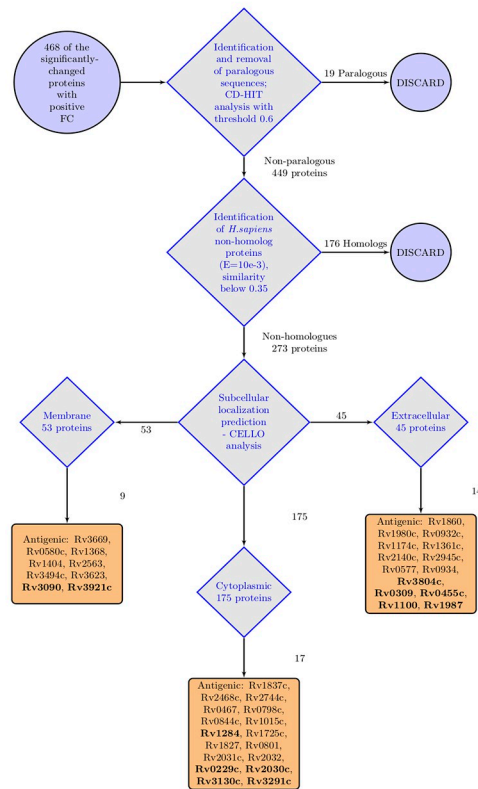 468 of the
significantly-
changed
proteins
with
positive
FC
Identification
and removal
of paralogous
sequences;
CD-HIT
analysis with
threshold 0.6
19 Paralogous
DISCARD
Non-paralogous
449 proteins
Identification
of H.sapiens
non-homolog
proteins
(E=10e-3),
similarity
below 0.35
176 Homologs
DISCARD
Non-homologues
273 proteins
Membrane
53 proteins
53
Subcellular
localization
prediction
- CELLO
analysis
45
Extracellular
45 proteins
9
175
14
Antigenic: Rv3669,
Rv0580c, Rv1368,
Rv1404, Rv2563,
Rv3494c, Rv3623,
Rv3090, Rv3921c
Antigenic: Rv1860,
Rv1980c, Rv0932c,
Rv1174c, Rv1361c,
Rv2140c, Rv2945c,
Rv0577, Rv0934,
Rv3804c,
Rv0309, Rv0455c,
Rv1100, Rv1987
Cytoplasmic
175 proteins
17
Antigenic: Rv1837c,
Rv2468c, Rv2744c,
Rv0467, Rv0798c,
Rv0844c, Rv1015c,
Rv1284, Rv1725c,
Rv1827, Rv0801,
Rv2031c, Rv2032,
Rv0229c, Rv2030c,
Rv3130c, Rv3291c